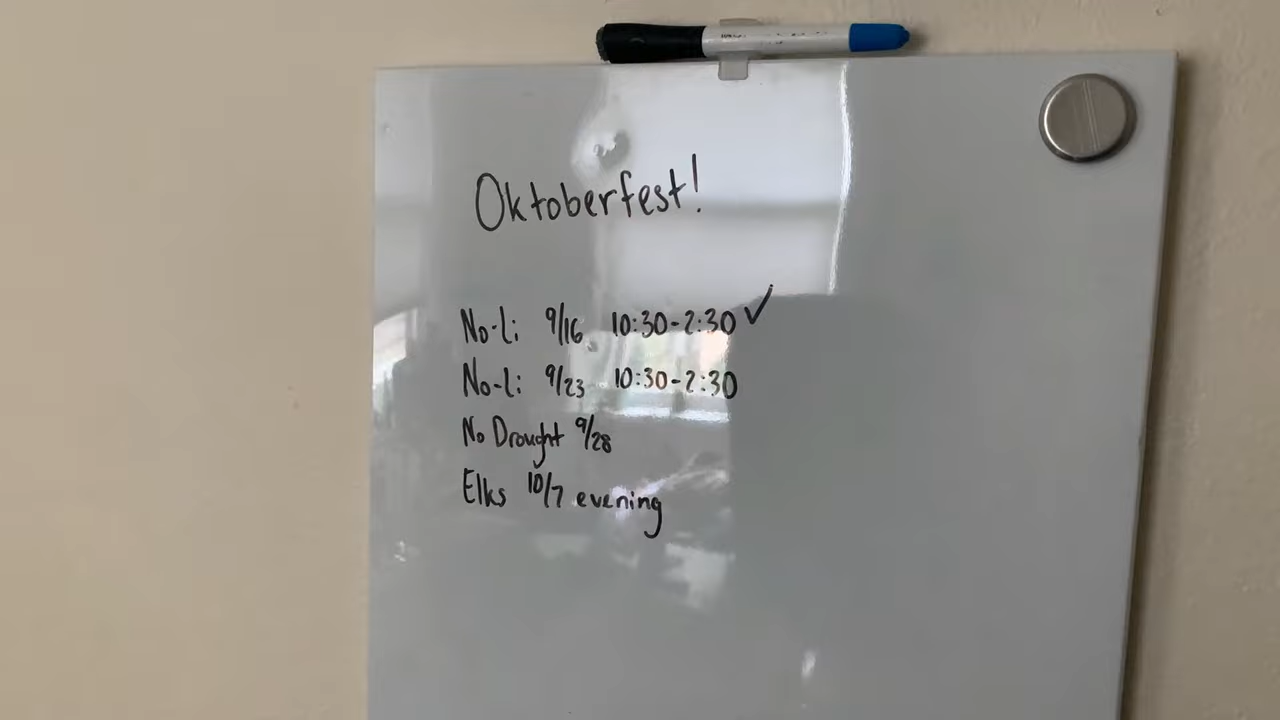 Oktoberfest!
No-Li 9/16 10:30-2:30 ✓
No-Li 9/23 10:30-2:30
No Drought 9/28
Elks 10/7 evening